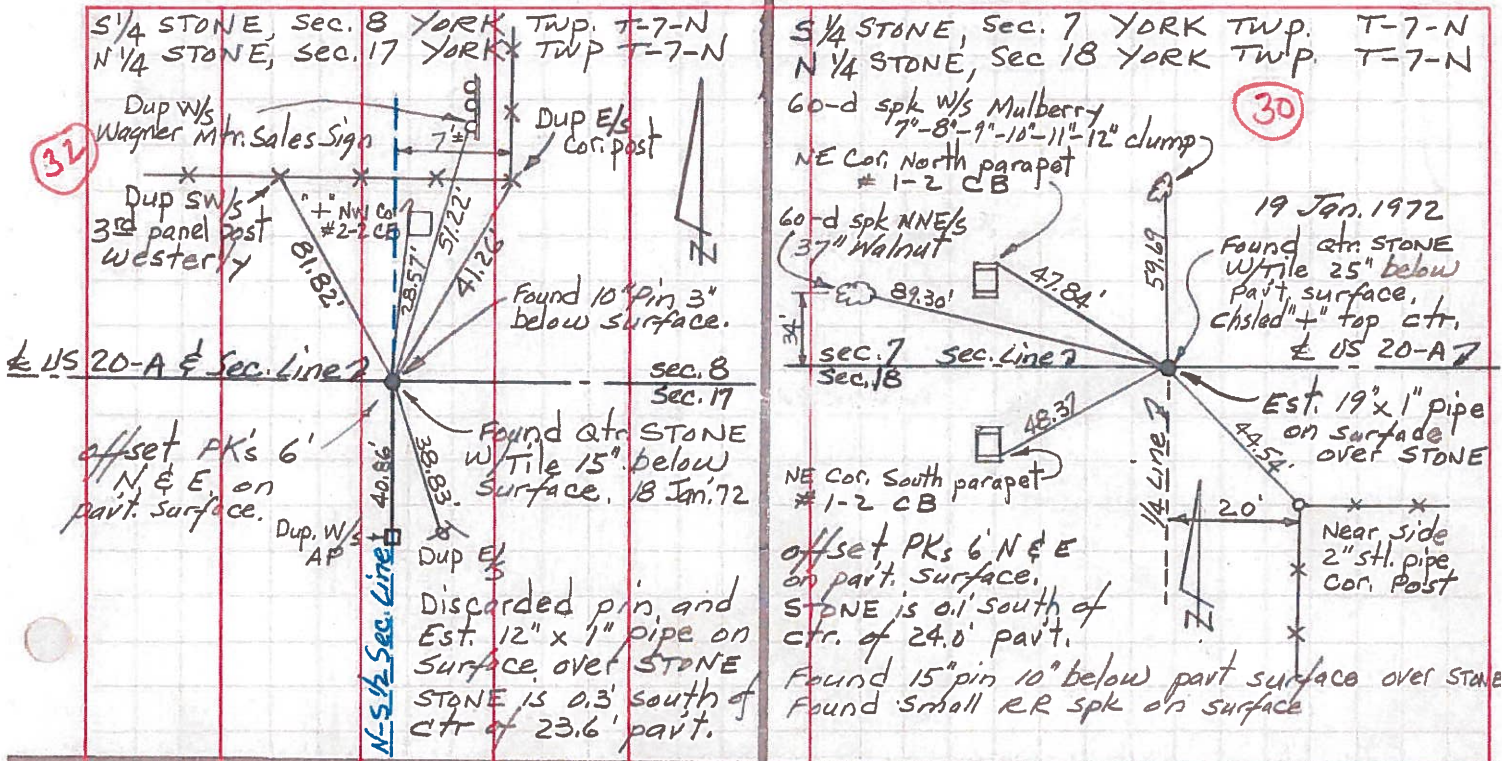 S 1/4 STONE, Sec. 8 YORK TWP. T-7-N
N 1/4 STONE, Sec. 17 YORK TWP T-7-N
32
Dup W/s
Wagner Mtr. Sales Sign
7'±
Dup E/s
Cor. post
Dup SW/s
3rd panel post
Westerly
"+" NW Cor
#2-2 CB
81.82'
28.57'
51.22'
41.26'
N
Found 10" Pin 3"
below surface.
℄ US 20-A & Sec. Line
Sec. 8
Sec. 17
offset PK's 6'
N & E, on
pav't. surface.
40.86'
38.83'
Found Qtr. STONE
W/Tile 15" below
Surface. 18 Jan. '72
Dup. W/s
AP
Dup E/s
N-S 1/2 Sec. Line
Discarded pin and
Est. 12" x 1" pipe on
Surface over STONE
STONE is 0.3' south of
ctr of 23.6' pav't.
S 1/4 STONE, Sec. 7 YORK TWP. T-7-N
N 1/4 STONE, Sec 18 YORK TWP. T-7-N
30
60-d spk W/s Mulberry
7"-8"-9"-10"-11"-12" clump
NE Cor. North parapet
# 1-2 CB
60-d spk NNE/s
37" Walnut
19 Jan. 1972
Found Qtr. STONE
W/Tile 25" below
pav't. surface.
Chsled "+" top ctr.
℄ US 20-A
59.69
47.84'
89.30'
34'
Sec. 7 Sec. Line
Sec. 18
48.37
44.54'
Est. 19" x 1" pipe
on surface
over STONE
NE Cor. South parapet
# 1-2 CB
1/4 Line
N
20'
Near side
2" stl. pipe
Cor. Post
offset PKs 6' N & E
on pav't. surface.
STONE is 0.1' south of
ctr. of 24.0' pav't.
Found 15" pin 10" below pavt surface over STONE
Found Small RR spk on surface